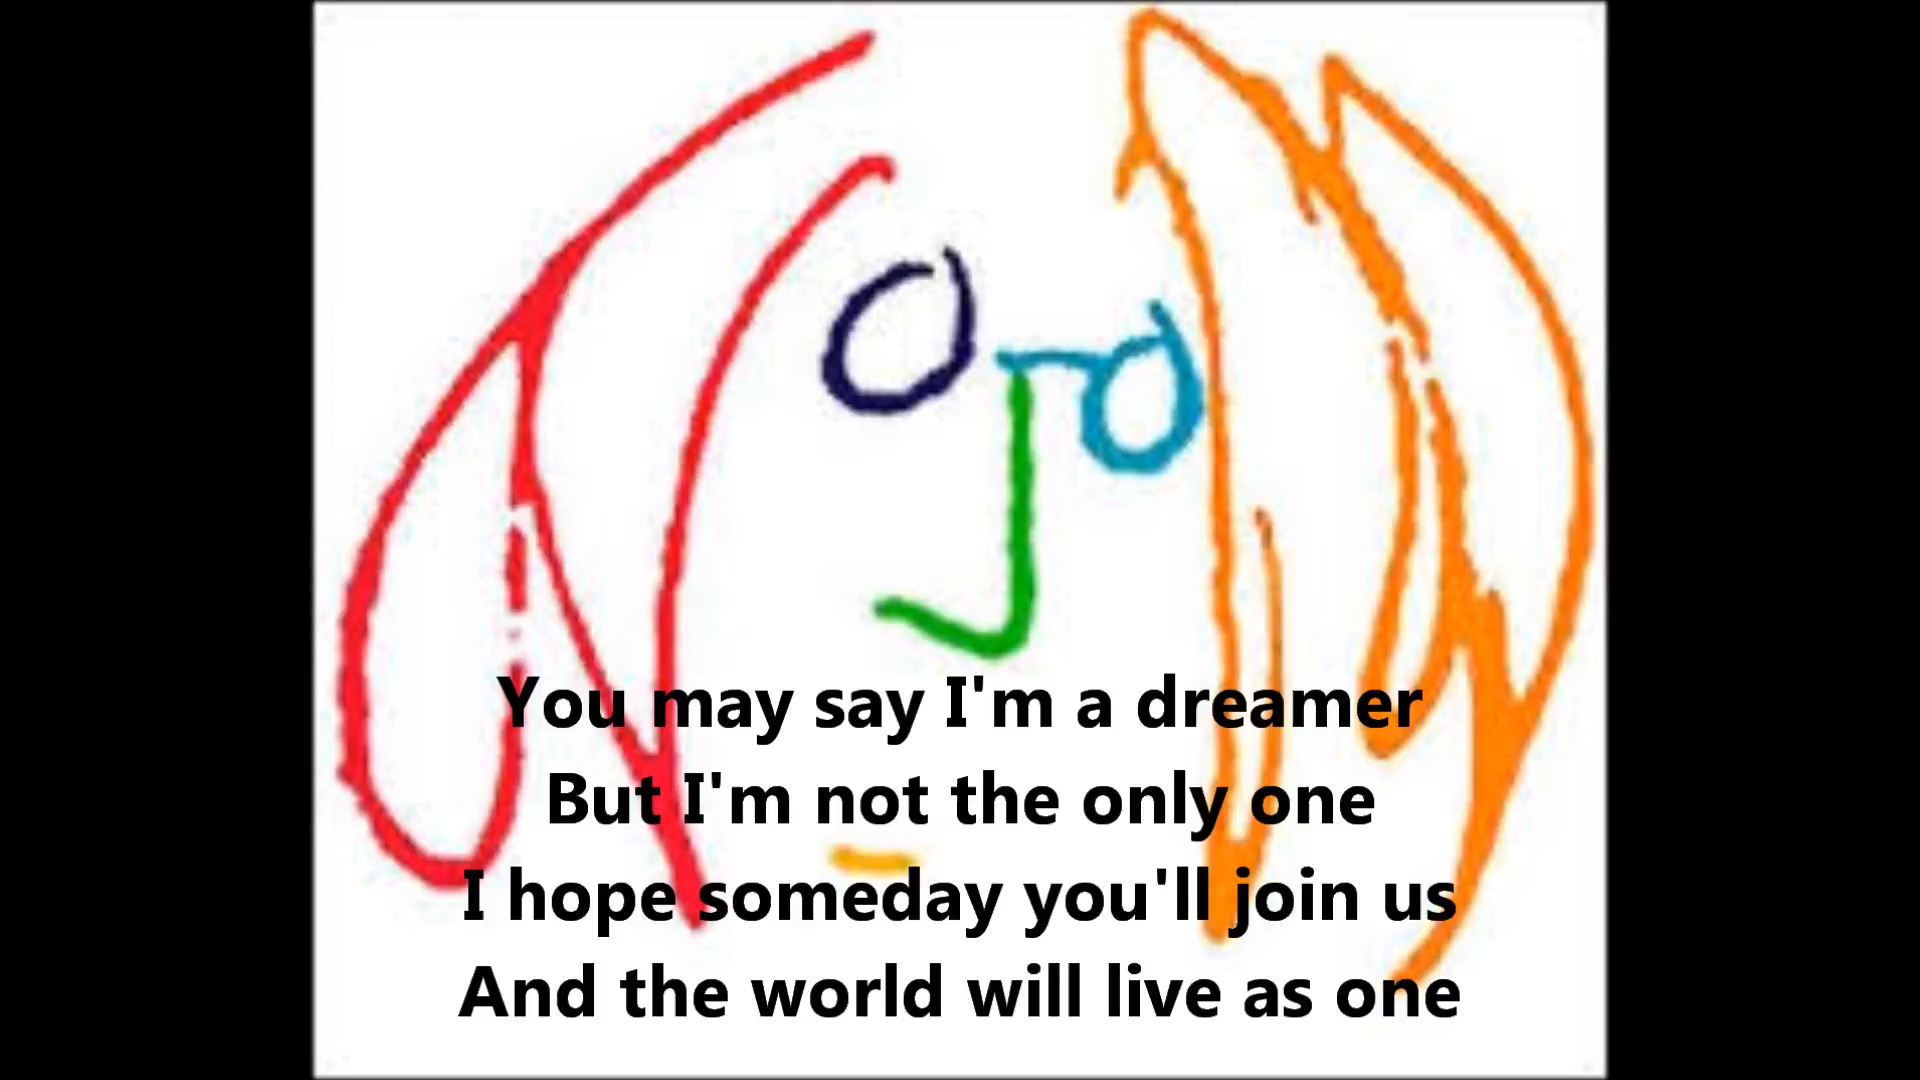 You may say I'm a dreamer
But I'm not the only one
I hope someday you'll join us
And the world will live as one